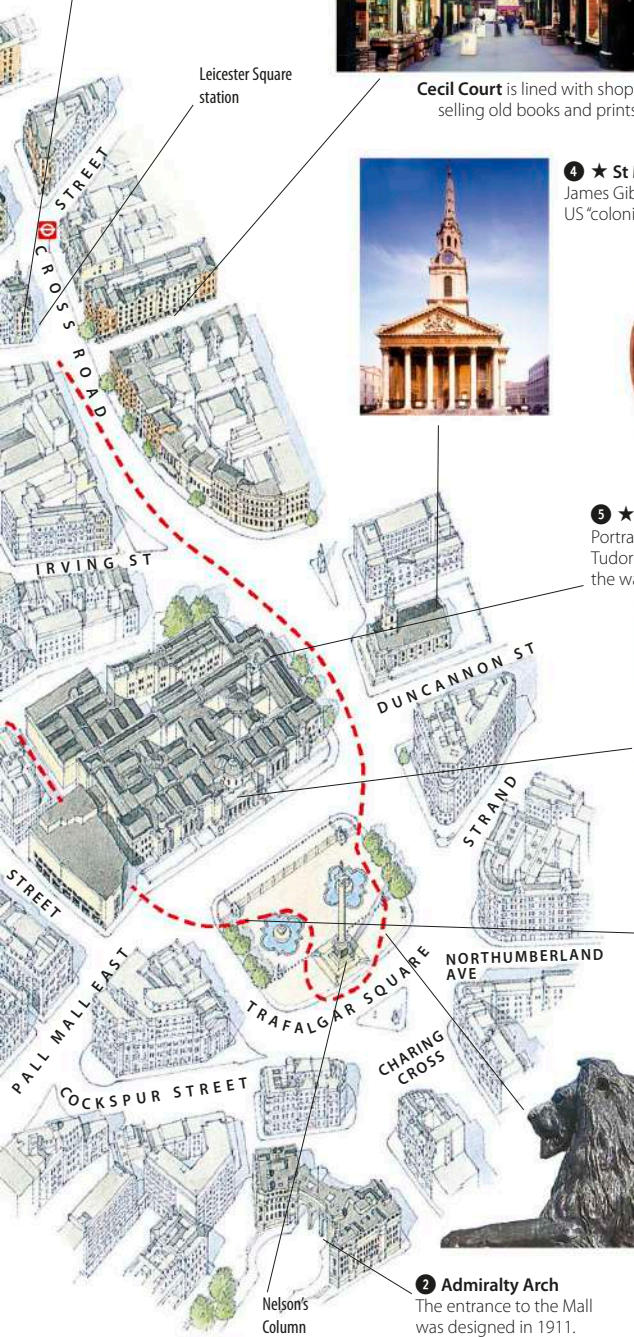 Leicester Square
station
Cecil Court is lined with shop
selling old books and prints
4 ★ St
James Gib
US “coloni
STREET
CROSS ROAD
5 ★
Portra
Tudor
the wa
IRVING ST
DUNCANNON ST
STRAND
STREET
NORTHUMBERLAND
AVE
PALL MALL EAST
TRAFALGAR SQUARE
CHARING
CROSS
COCKSPUR STREET
2 Admiralty Arch
The entrance to the Mall
was designed in 1911.
Nelson's
Column